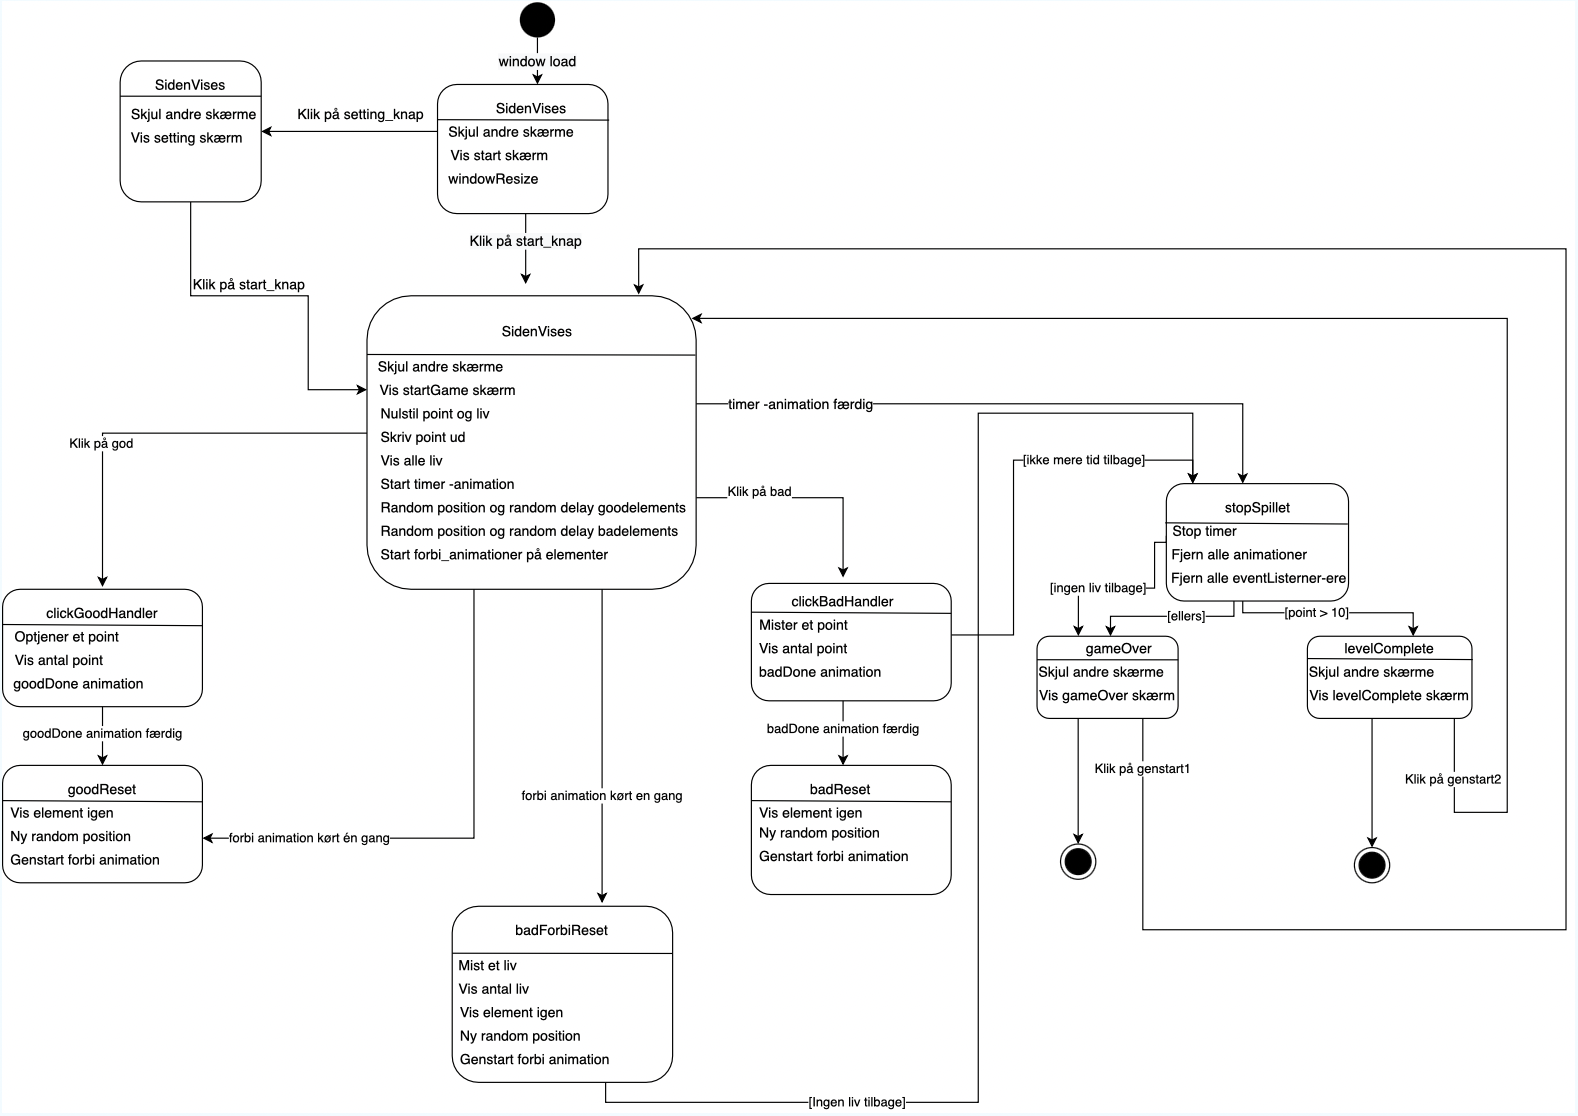 window load
SidenVises
Skjul andre skærme
Vis setting skærm
Klik på setting_knap
SidenVises
Skjul andre skærme
Vis start skærm
windowResize
Klik på start_knap
Klik på start_knap
SidenVises
Skjul andre skærme
Vis startGame skærm
Nulstil point og liv
Skriv point ud
Vis alle liv
Start timer -animation
Random position og random delay goodelements
Random position og random delay badelements
Start forbi_animationer på elementer
timer -animation færdig
Klik på god
[ikke mere tid tilbage]
Klik på bad
stopSpillet
Stop timer
Fjern alle animationer
Fjern alle eventListerner-ere
[ingen liv tilbage]
[ellers]
[point > 10]
clickGoodHandler
Optjener et point
Vis antal point
goodDone animation
clickBadHandler
Mister et point
Vis antal point
badDone animation
gameOver
Skjul andre skærme
Vis gameOver skærm
levelComplete
Skjul andre skærme
Vis levelComplete skærm
goodDone animation færdig
badDone animation færdig
Klik på genstart1
Klik på genstart2
goodReset
Vis element igen
Ny random position
Genstart forbi animation
forbi animation kørt én gang
forbi animation kørt en gang
badReset
Vis element igen
Ny random position
Genstart forbi animation
badForbiReset
Mist et liv
Vis antal liv
Vis element igen
Ny random position
Genstart forbi animation
[Ingen liv tilbage]